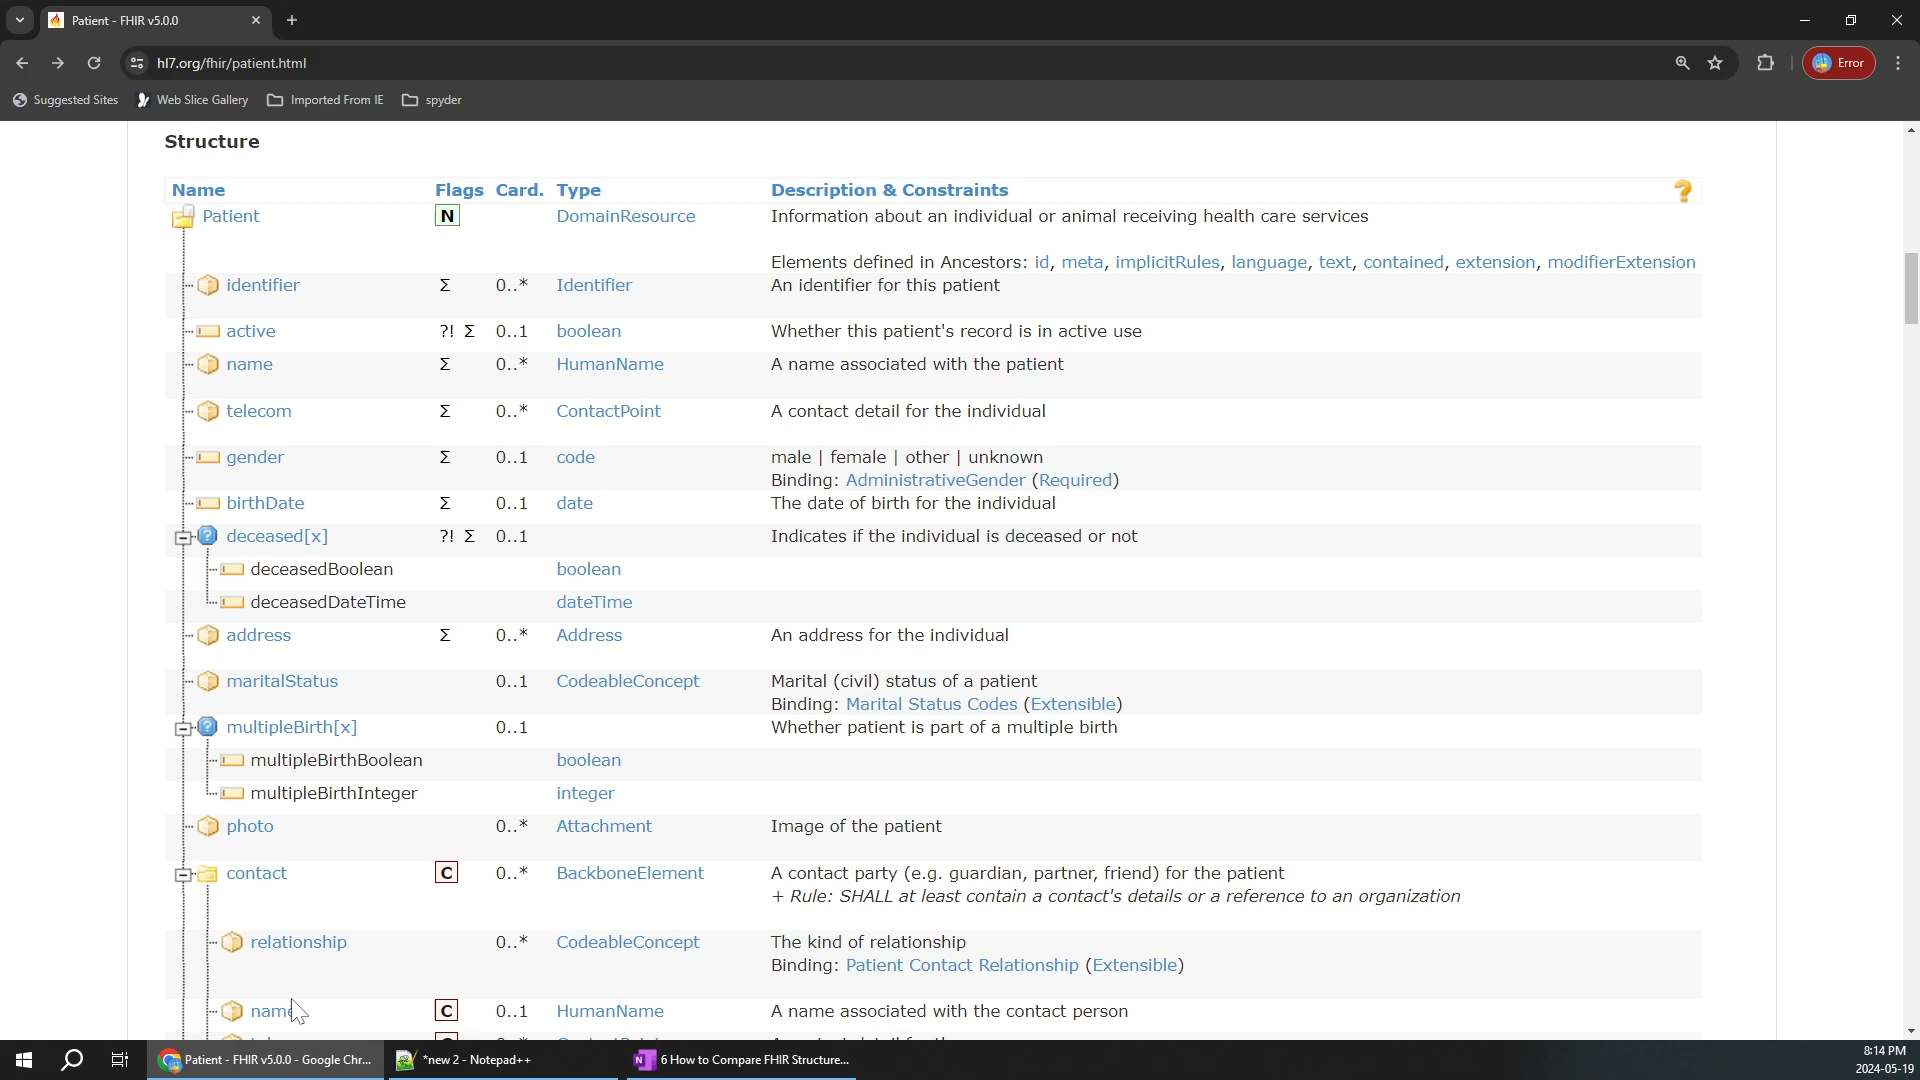 Patient - FHIR v5.0.0
hl7.org/fhir/patient.html
Error
Suggested Sites
Web Slice Gallery
Imported From IE
spyder
Structure
Name Flags Card. Type Description & Constraints
Patient N DomainResource Information about an individual or animal receiving health care services
Elements defined in Ancestors: id, meta, implicitRules, language, text, contained, extension, modifierExtension
identifier Σ 0..* Identifier An identifier for this patient
active ?! Σ 0..1 boolean Whether this patient's record is in active use
name Σ 0..* HumanName A name associated with the patient
telecom Σ 0..* ContactPoint A contact detail for the individual
gender Σ 0..1 code male | female | other | unknown
Binding: AdministrativeGender (Required)
birthDate Σ 0..1 date The date of birth for the individual
deceased[x] ?! Σ 0..1 Indicates if the individual is deceased or not
deceasedBoolean boolean
deceasedDateTime dateTime
address Σ 0..* Address An address for the individual
maritalStatus 0..1 CodeableConcept Marital (civil) status of a patient
Binding: Marital Status Codes (Extensible)
multipleBirth[x] 0..1 Whether patient is part of a multiple birth
multipleBirthBoolean boolean
multipleBirthInteger integer
photo 0..* Attachment Image of the patient
contact C 0..* BackboneElement A contact party (e.g. guardian, partner, friend) for the patient
+ Rule: SHALL at least contain a contact's details or a reference to an organization
relationship 0..* CodeableConcept The kind of relationship
Binding: Patient Contact Relationship (Extensible)
name C 0..1 HumanName A name associated with the contact person
Patient - FHIR v5.0.0 - Google Chr...
*new 2 - Notepad++
6 How to Compare FHIR Structure...
8:14 PM
2024-05-19